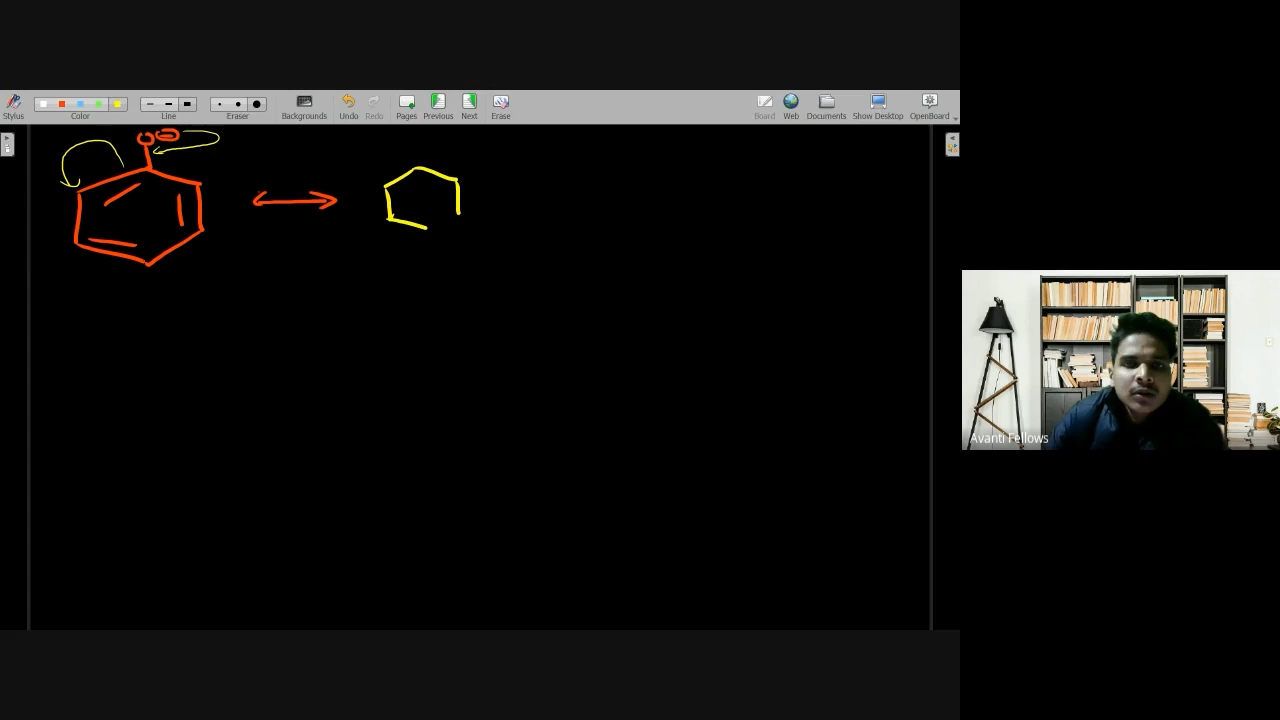 Stylus
Color
Line
Eraser
Backgrounds
Undo
Redo
Pages
Previous
Next
Erase
Board
Web
Documents
Show Desktop
OpenBoard
O⊖
Avanti Fellows